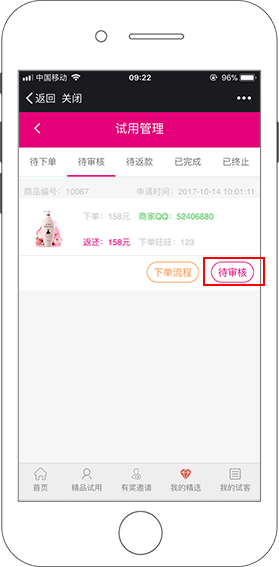 中国移动 09:22 96%
返回 关闭
试用管理
待下单 待审核 待返款 已完成 已终止
商品编号：10067 申请时间：2017-10-14 10:01:11
下单：158元 商家QQ：52406880
返还：158元 下单旺旺：123
下单流程 待审核
首页 精品试用 有奖邀请 我的精选 我的试客